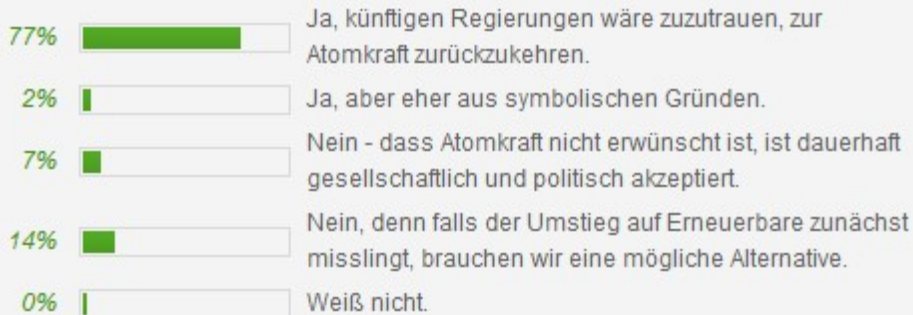 77% Ja, künftigen Regierungen wäre zuzutrauen, zur
Atomkraft zurückzukehren.
2% Ja, aber eher aus symbolischen Gründen.
7% Nein - dass Atomkraft nicht erwünscht ist, ist dauerhaft
gesellschaftlich und politisch akzeptiert.
14% Nein, denn falls der Umstieg auf Erneuerbare zunächst
misslingt, brauchen wir eine mögliche Alternative.
0% Weiß nicht.